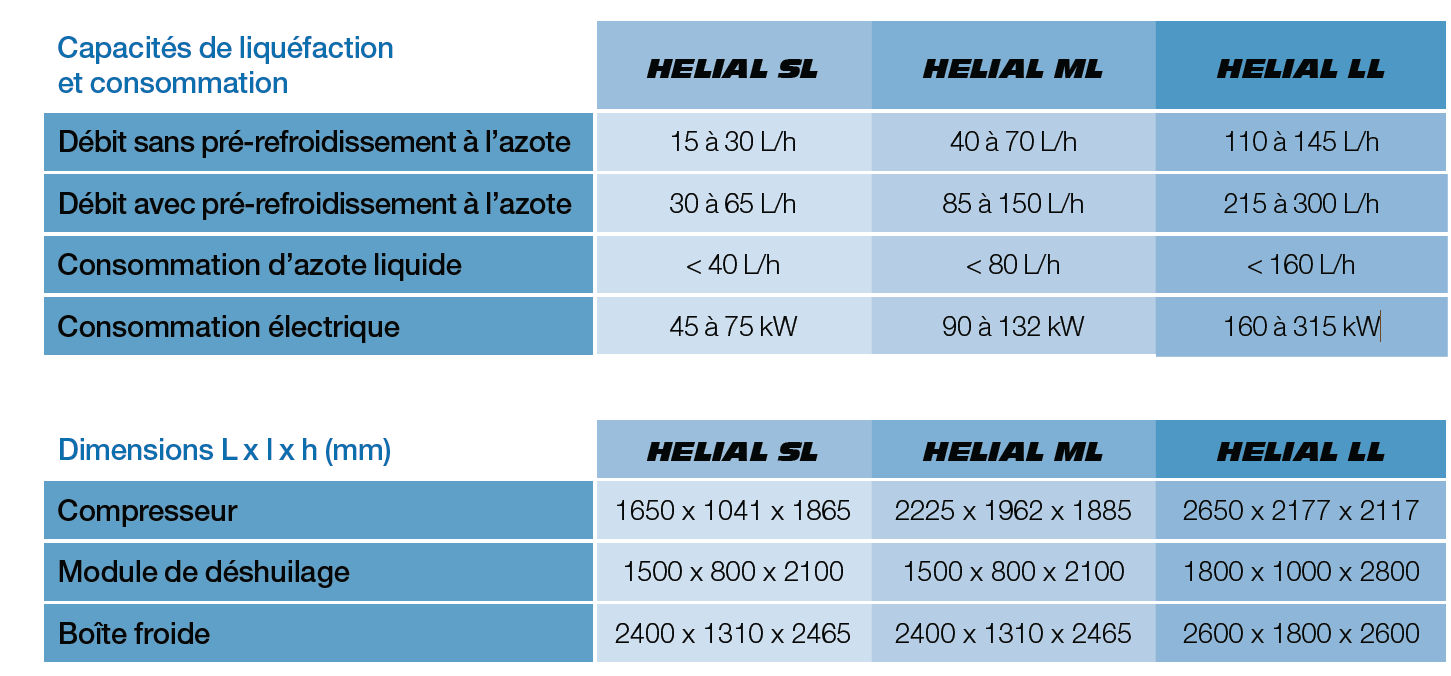 Capacités de liquéfaction
et consommation
HELIAL SL HELIAL ML HELIAL LL
Débit sans pré-refroidissement à l’azote 15 à 30 L/h 40 à 70 L/h 110 à 145 L/h
Débit avec pré-refroidissement à l’azote 30 à 65 L/h 85 à 150 L/h 215 à 300 L/h
Consommation d’azote liquide < 40 L/h < 80 L/h < 160 L/h
Consommation électrique 45 à 75 kW 90 à 132 kW 160 à 315 kW
Dimensions L x l x h (mm) HELIAL SL HELIAL ML HELIAL LL
Compresseur 1650 x 1041 x 1865 2225 x 1962 x 1885 2650 x 2177 x 2117
Module de déshuilage 1500 x 800 x 2100 1500 x 800 x 2100 1800 x 1000 x 2800
Boîte froide 2400 x 1310 x 2465 2400 x 1310 x 2465 2600 x 1800 x 2600